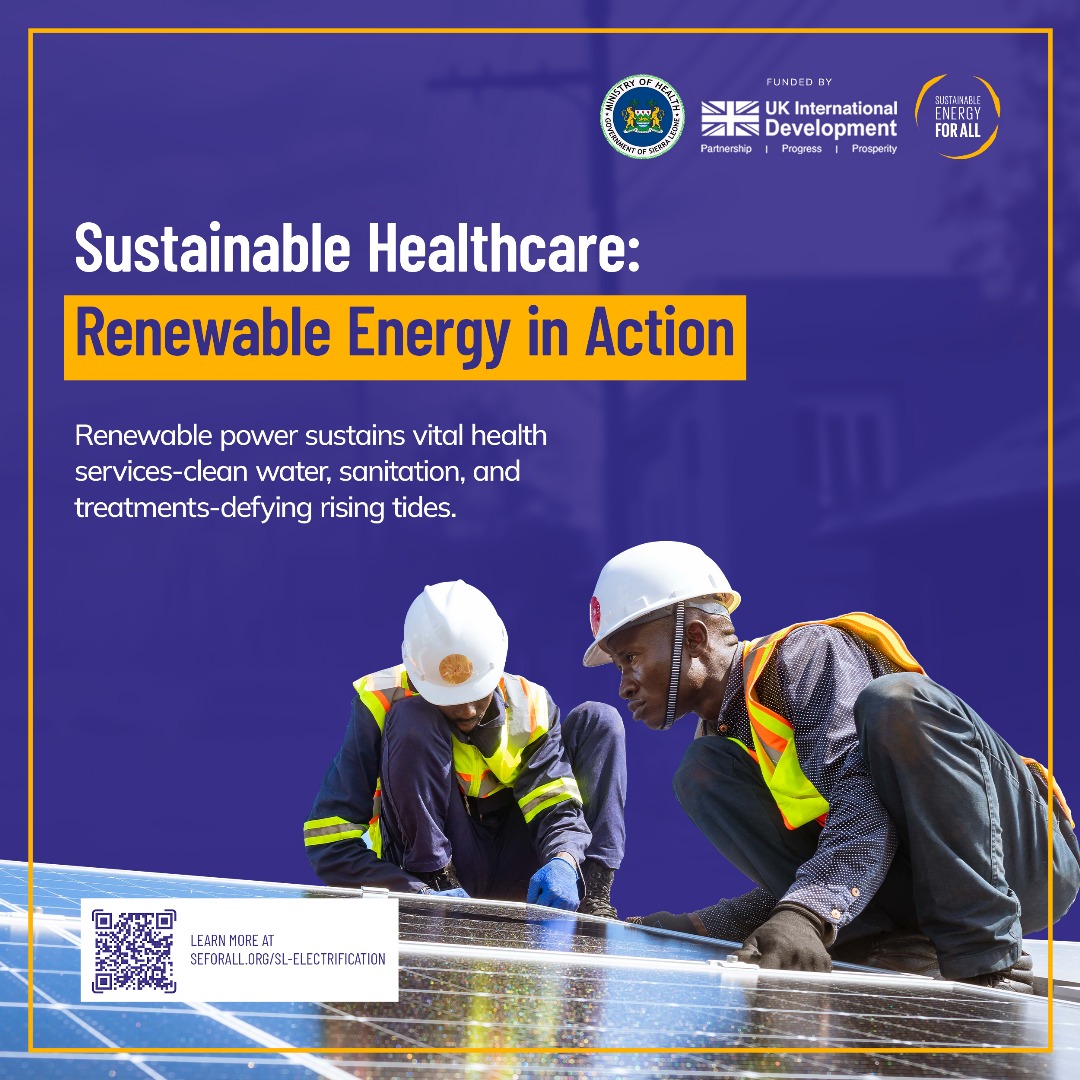 MINISTRY OF HEALTH
GOVERNMENT OF SIERRA LEONE
FUNDED BY
UK International
Development
Partnership | Progress | Prosperity
SUSTAINABLE
ENERGY
FOR ALL
Sustainable Healthcare:
Renewable Energy in Action
Renewable power sustains vital health
services-clean water, sanitation, and
treatments-defying rising tides.
LEARN MORE AT
SEFORALL.ORG/SL-ELECTRIFICATION